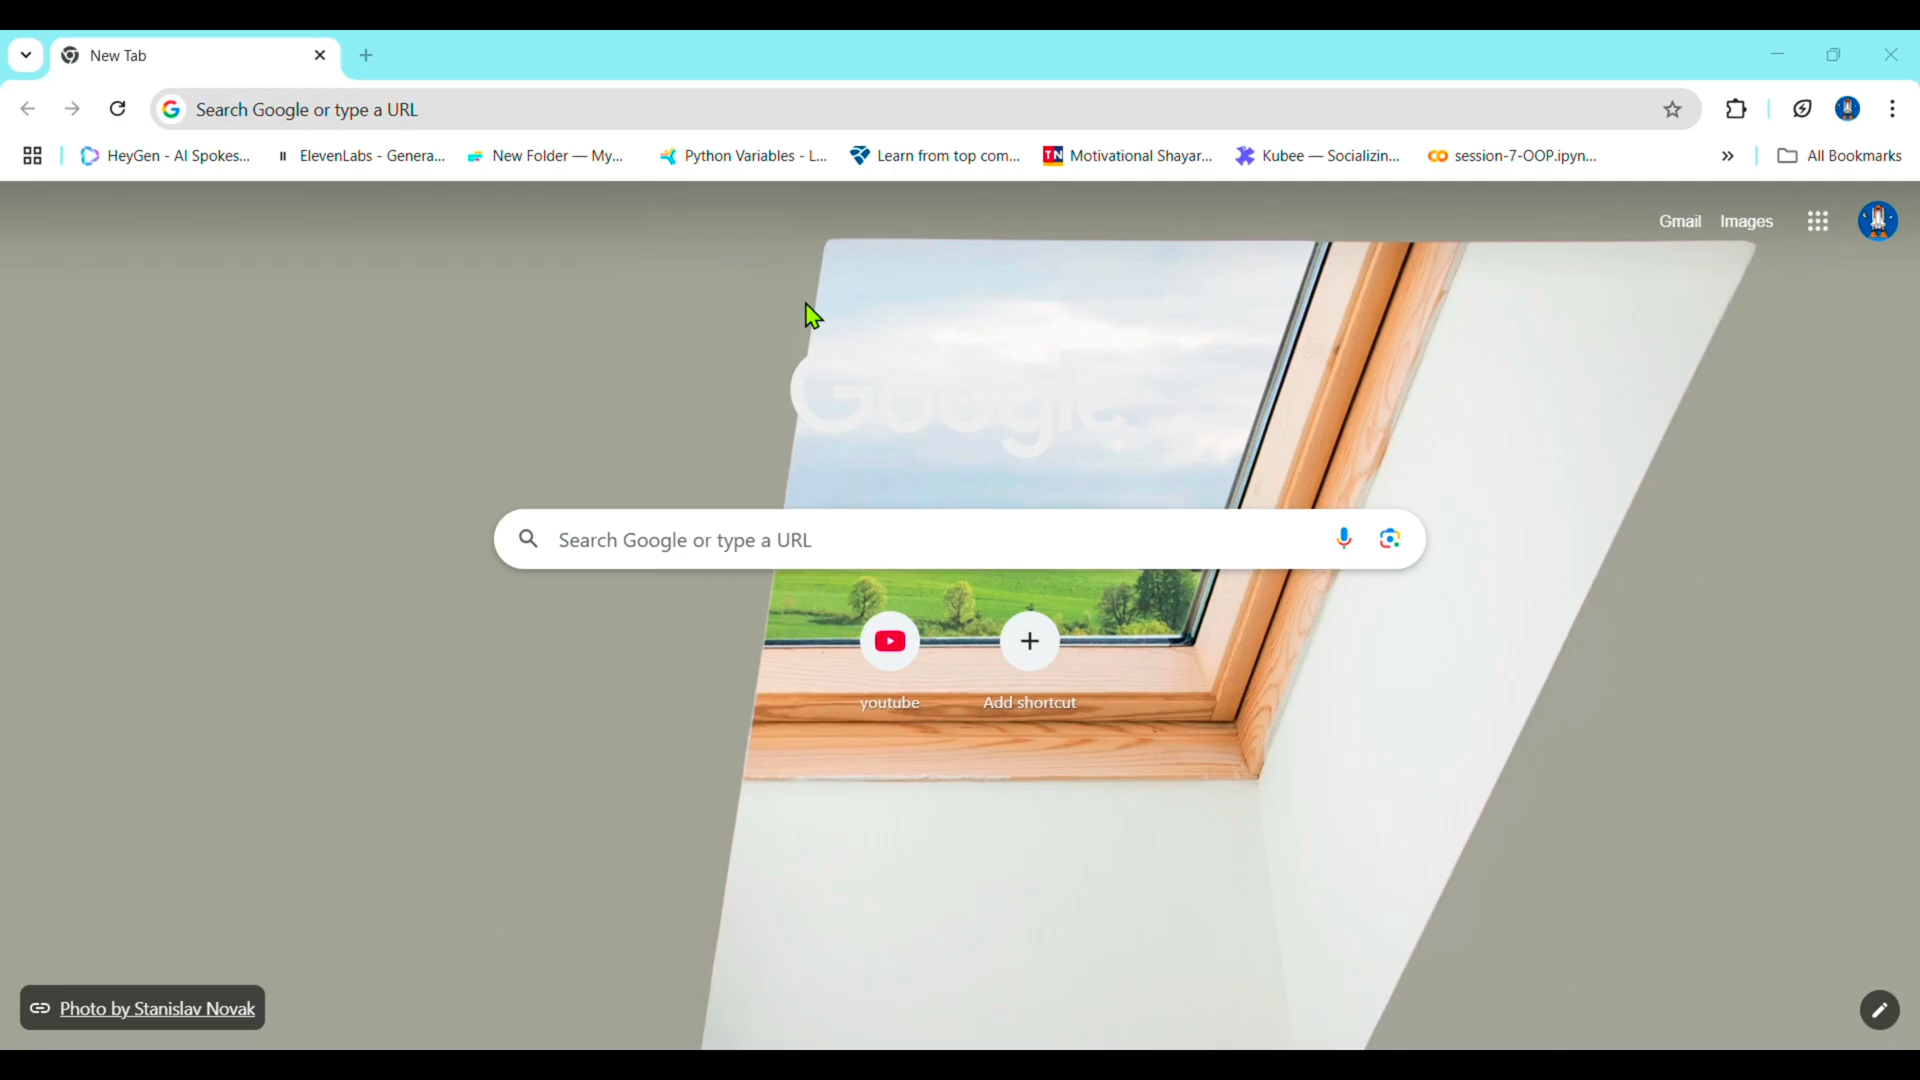 New Tab
Search Google or type a URL
HeyGen - AI Spokes...
II ElevenLabs - Genera...
New Folder — My...
Python Variables - L...
Learn from top com...
TN Motivational Shayar...
Kubee — Socializin...
session-7-OOP.ipyn...
» All Bookmarks
Gmail Images
Google
Search Google or type a URL
youtube
Add shortcut
Photo by Stanislav Novak